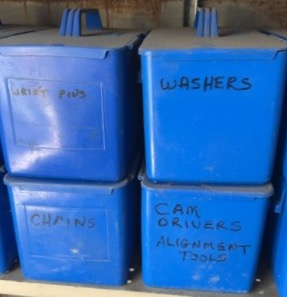 WRIST PINS
WASHERS
CHAINS
CAM
DRIVERS
ALIGNMENT
TOOLS